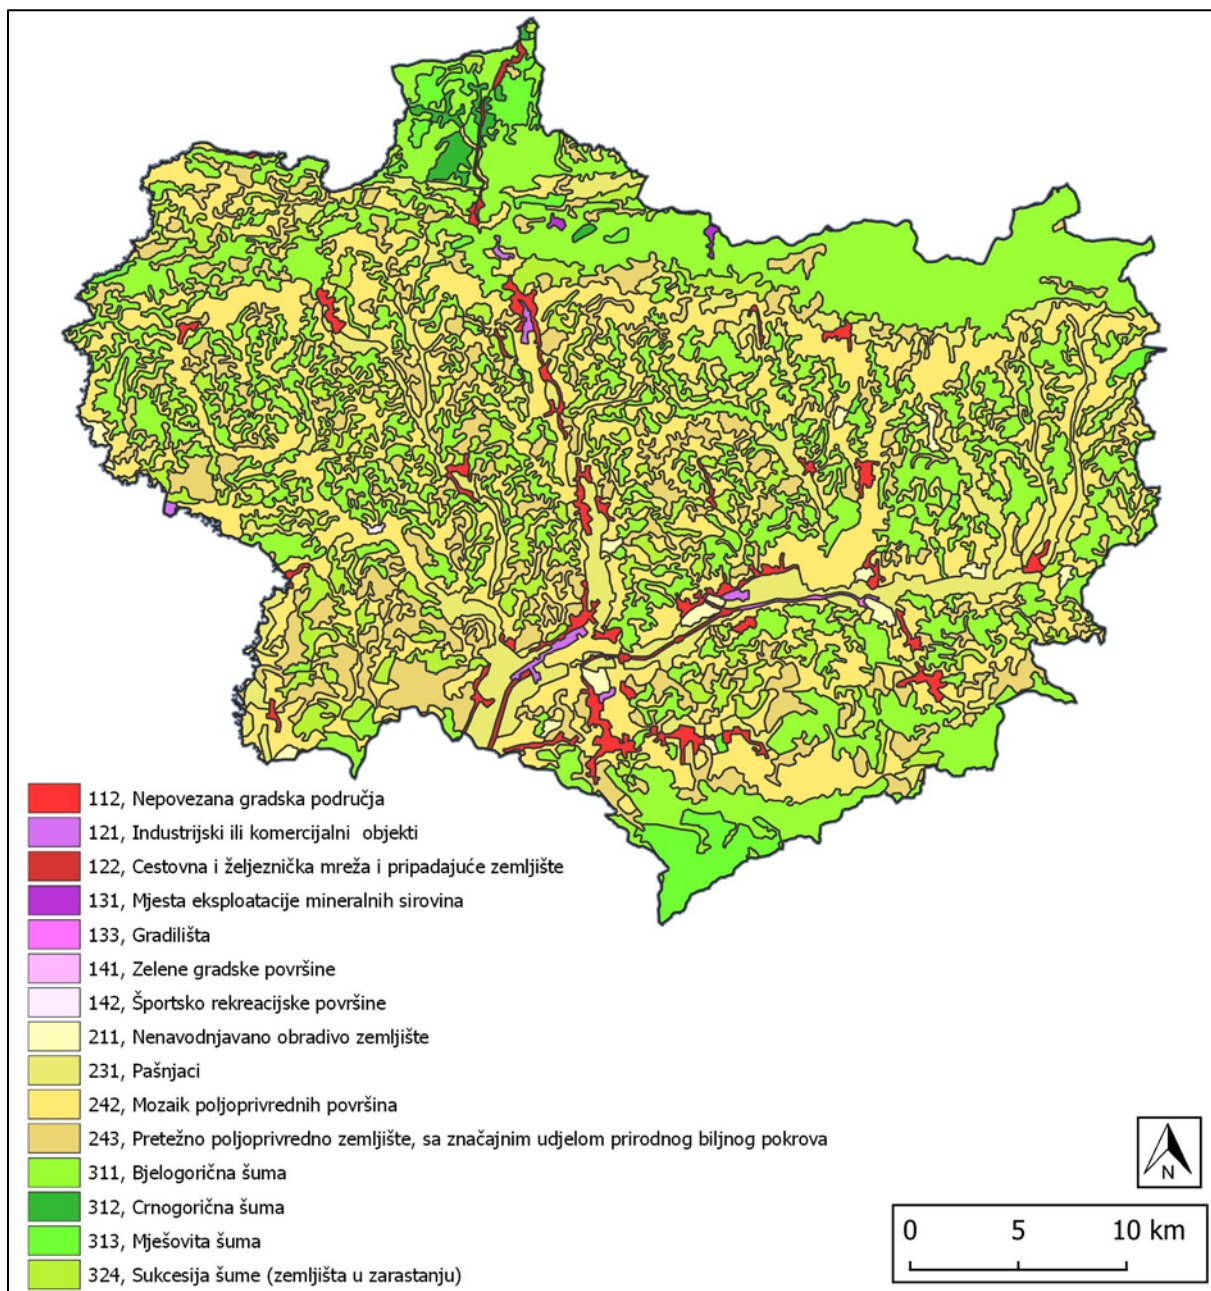 112, Nepovezana gradska područja
121, Industrijski ili komercijalni objekti
122, Cestovna i željeznička mreža i pripadajuće zemljište
131, Mjesta eksploatacije mineralnih sirovina
133, Gradilišta
141, Zelene gradske površine
142, Športsko rekreacijske površine
211, Nenavodnjavano obradivo zemljište
231, Pašnjaci
242, Mozaik poljoprivrednih površina
243, Pretežno poljoprivredno zemljište, sa značajnim udjelom prirodnog biljnog pokrova
311, Bjelogorična šuma
312, Crnogorična šuma
313, Mješovita šuma
324, Sukcesija šume (zemljišta u zarastanju)
N
0 5 10 km